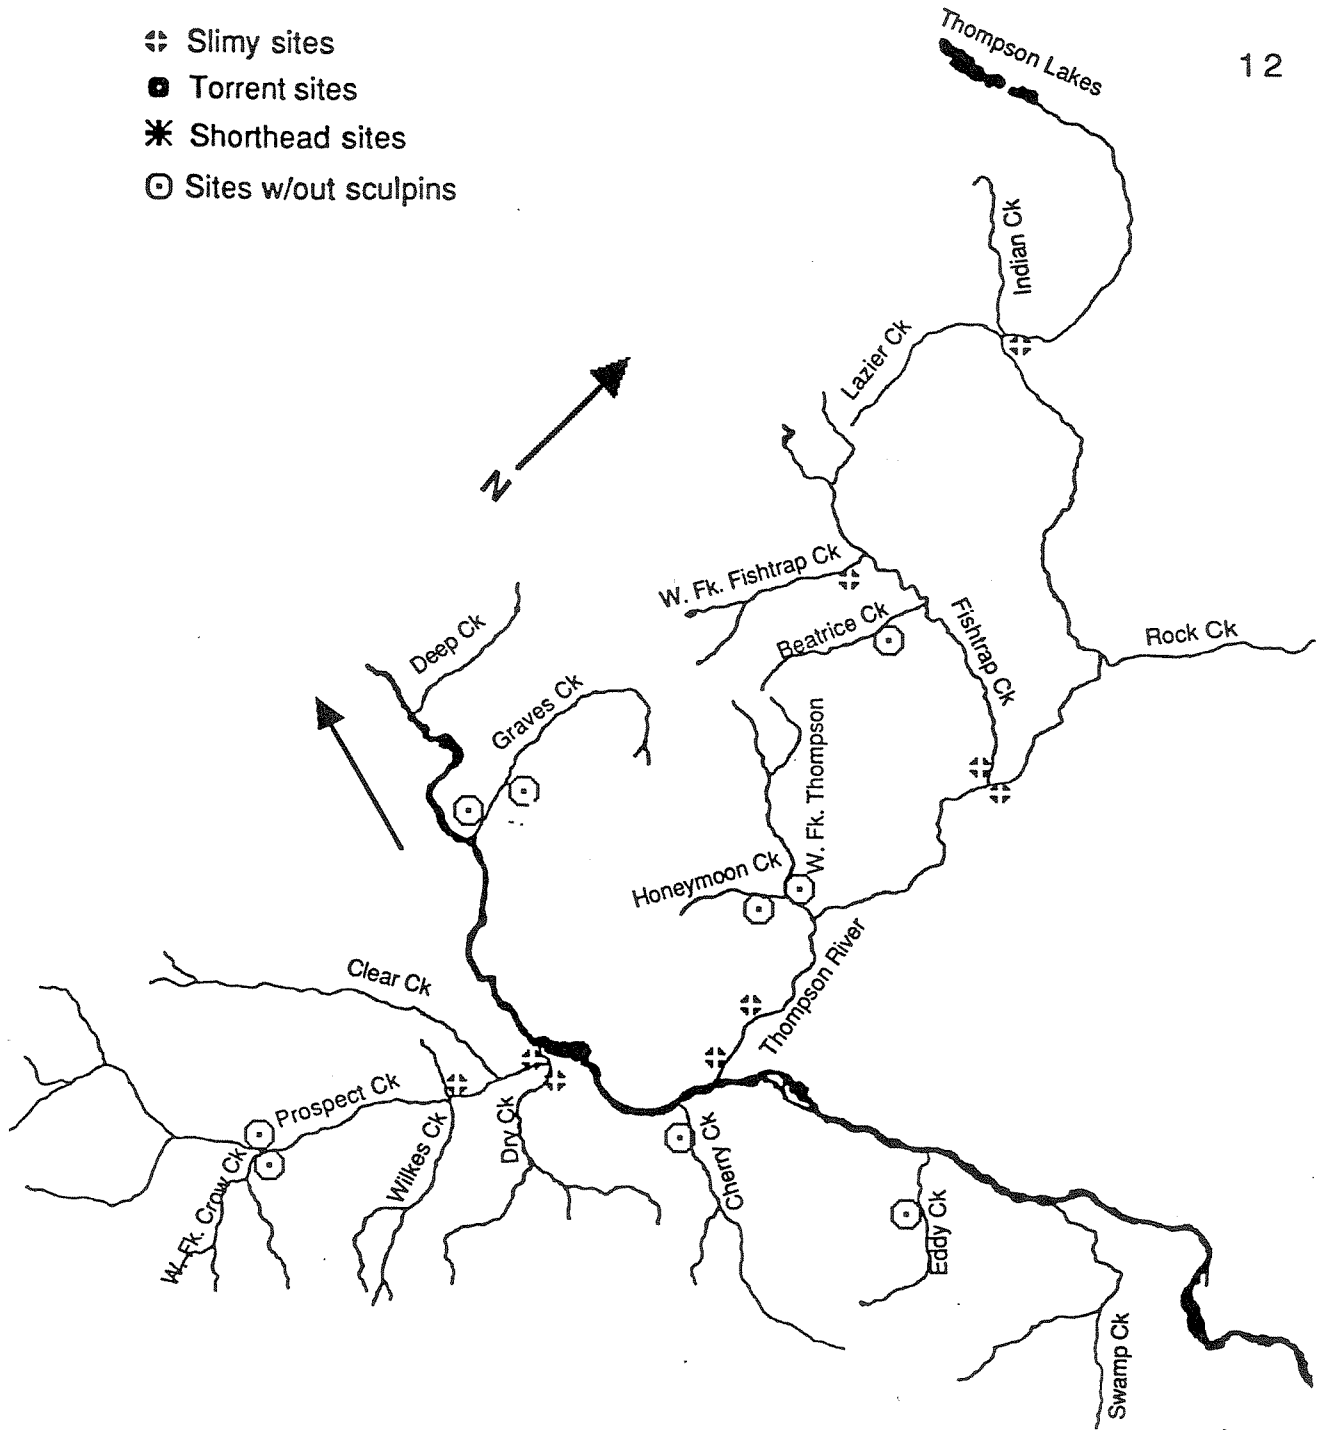 Slimy sites
Torrent sites
Shorthead sites
Sites w/out sculpins
12
Thompson Lakes
Indian Ck
Lazier Ck
N
W. Fk. Fishtrap Ck
Beatrice Ck
Fishtrap Ck
Rock Ck
Deep Ck
Graves Ck
W. Fk. Thompson
Honeymoon Ck
Thompson River
Clear Ck
Prospect Ck
W. Fk. Crow Ck
Wilkes Ck
Dry Ck
Cherry Ck
Eddy Ck
Swamp Ck